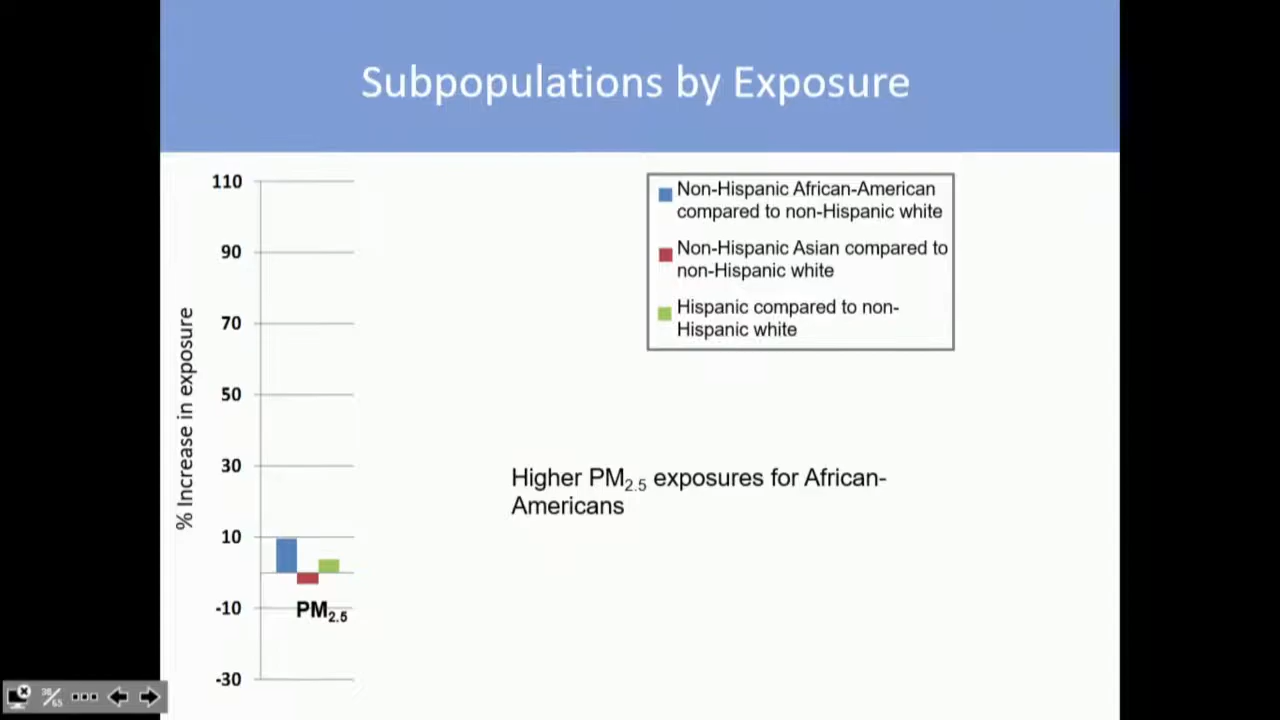 Subpopulations by Exposure
110
90
70
50
30
10
-10
-30
% Increase in exposure
PM2.5
Non-Hispanic African-American
compared to non-Hispanic white
Non-Hispanic Asian compared to
non-Hispanic white
Hispanic compared to non-
Hispanic white
Higher PM2.5 exposures for African-
Americans
38/65